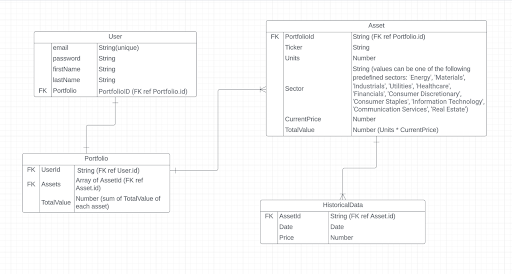 User
email String(unique)
password String
firstName String
lastName String
FK Portfolio PortfolioID (FK ref Portfolio.id)
Asset
FK PortfolioId String (FK ref Portfolio.id)
Ticker String
Units Number
Sector String (values can be one of the following
predefined sectors: 'Energy', 'Materials',
'Industrials', 'Utilities', 'Healthcare',
'Financials', 'Consumer Discretionary',
'Consumer Staples', 'Information Technology',
'Communication Services', 'Real Estate')
CurrentPrice Number
TotalValue Number (Units * CurrentPrice)
Portfolio
FK UserId String (FK ref User.id)
FK Assets Array of AssetId (FK ref
Asset.id)
TotalValue Number (sum of TotalValue of
each asset)
HistoricalData
FK AssetId String (FK ref Asset.id)
Date Date
Price Number